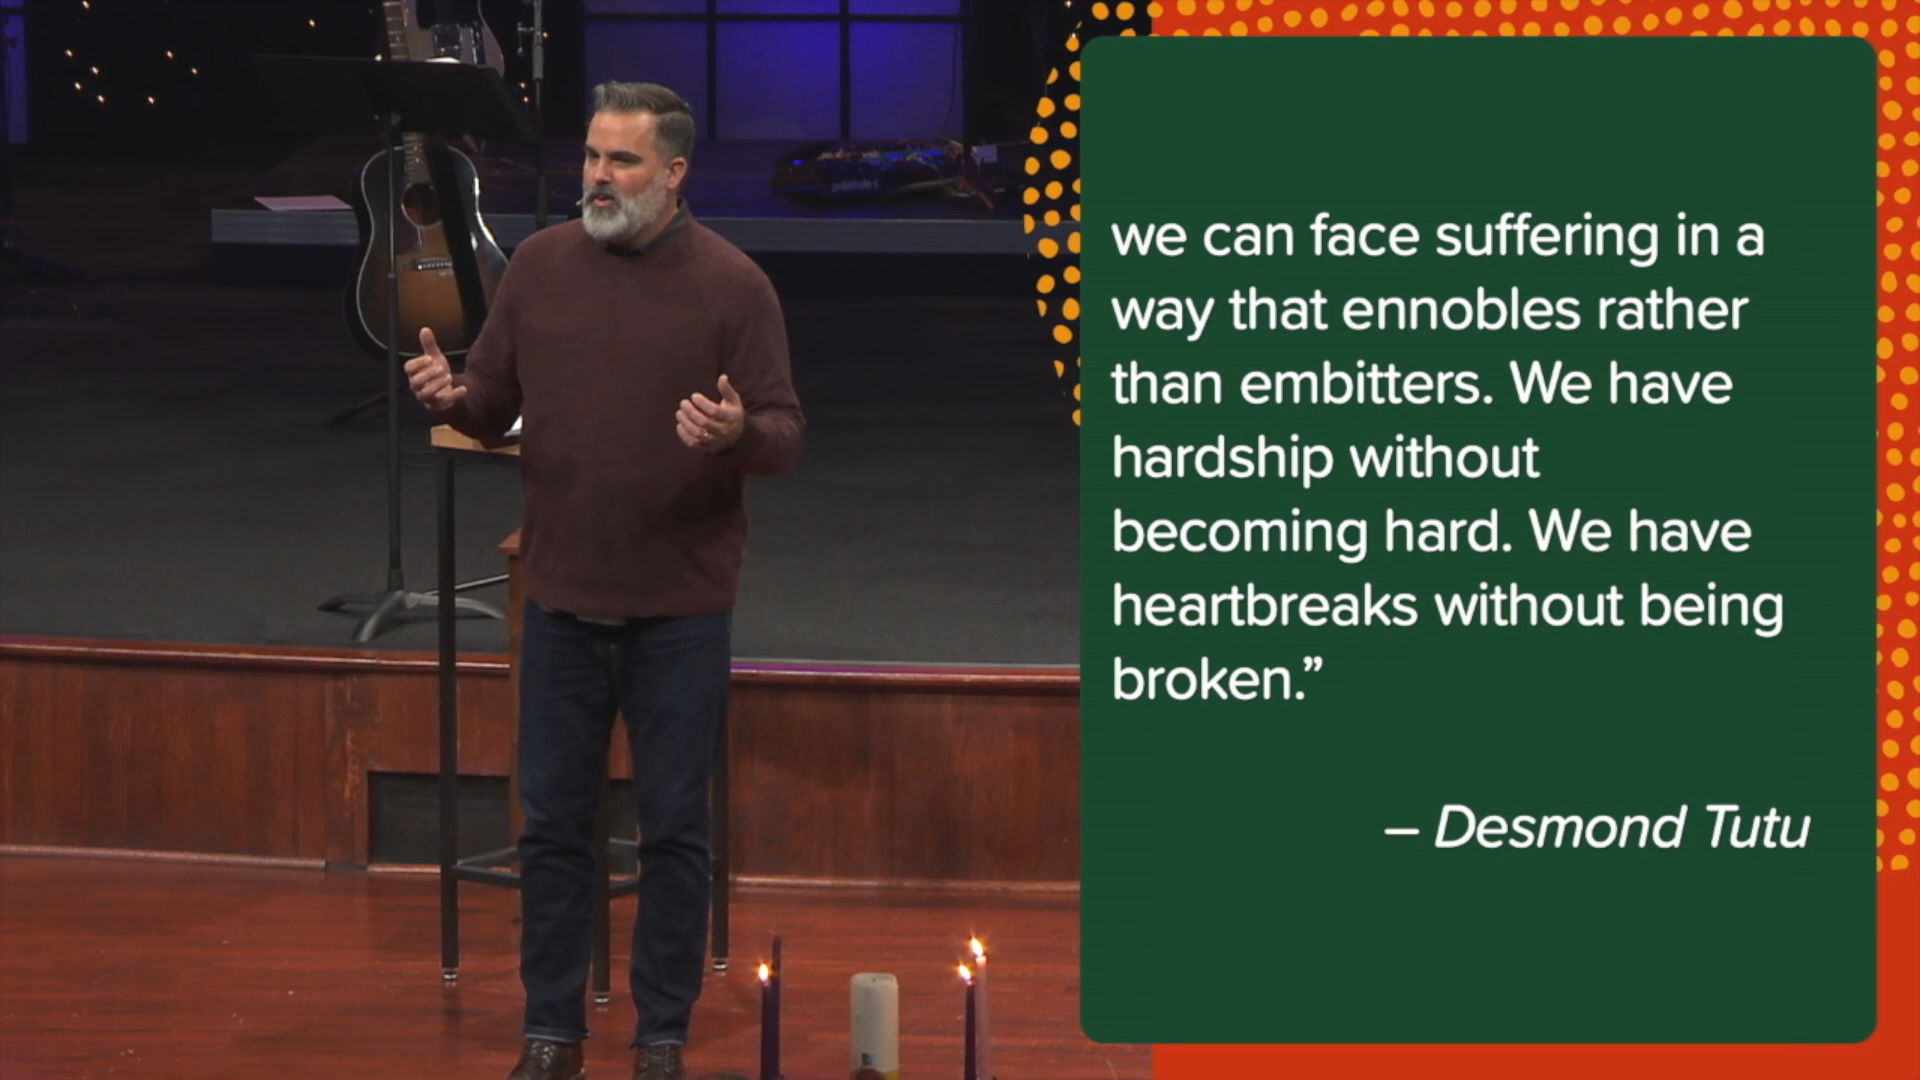 we can face suffering in a
way that ennobles rather
than embitters. We have
hardship without
becoming hard. We have
heartbreaks without being
broken.”
– Desmond Tutu